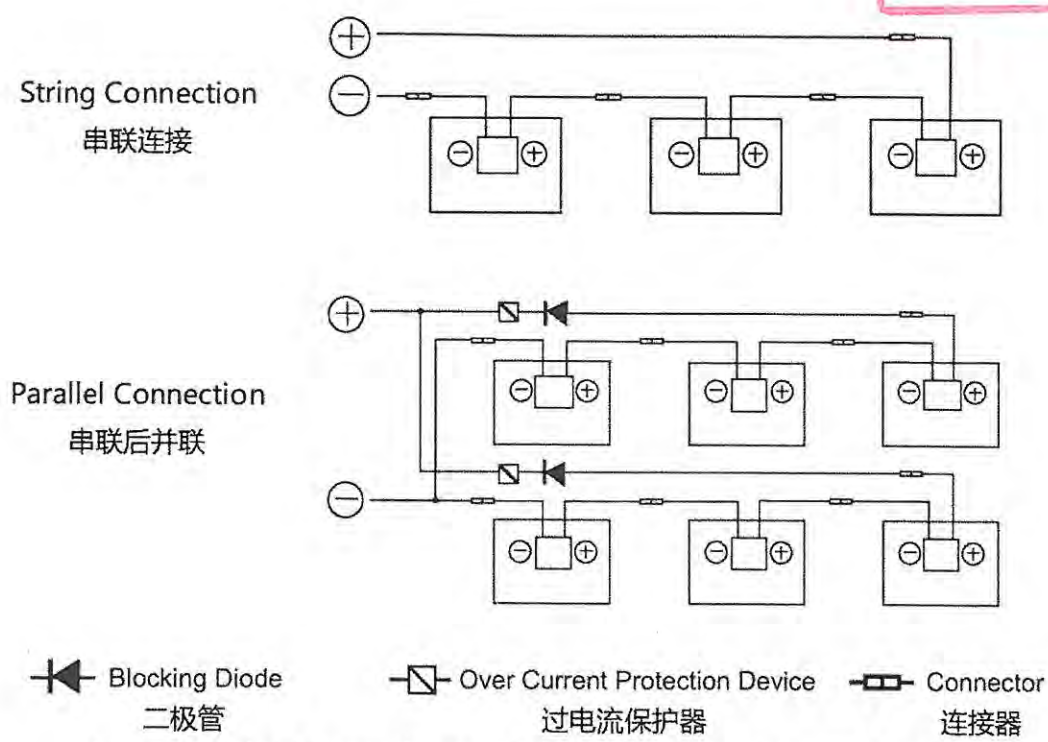 String Connection
串联连接
Parallel Connection
串联后并联
Blocking Diode
二极管
Over Current Protection Device
过电流保护器
Connector
连接器